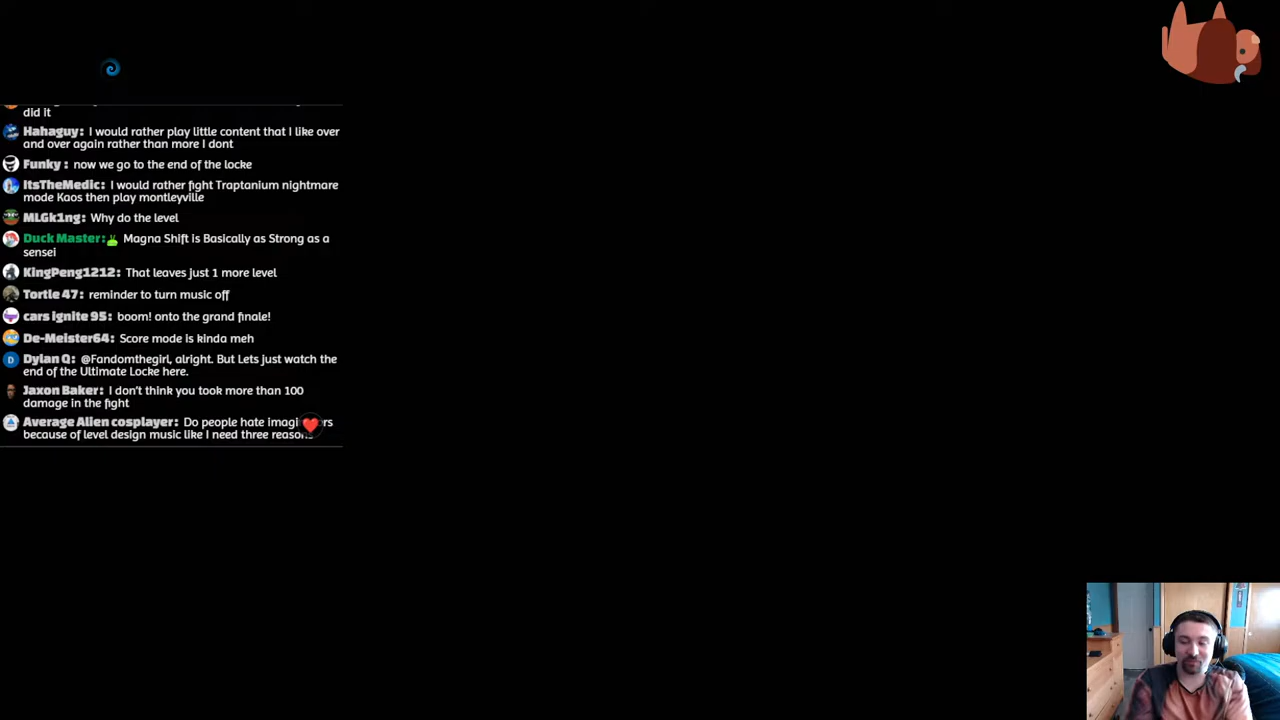 did it
Hahaguy: I would rather play little content that I like over
and over again rather than more I dont
Funky : now we go to the end of the locke
ItsTheMedic: I would rather fight Traptanium nightmare
mode Kaos then play montleyville
MLGk1ng: Why do the level
Duck Master: Magna Shift is Basically as Strong as a
sensei
KingPeng1212: That leaves just 1 more level
Tortle 47: reminder to turn music off
cars ignite 95: boom! onto the grand finale!
De-Meister64: Score mode is kinda meh
D Dylan Q: @Fandomthegirl, alright. But Lets just watch the
end of the Ultimate Locke here.
Jaxon Baker: I don't think you took more than 100
damage in the fight
Average Alien cosplayer: Do people hate
because of level design music like I need three reasons